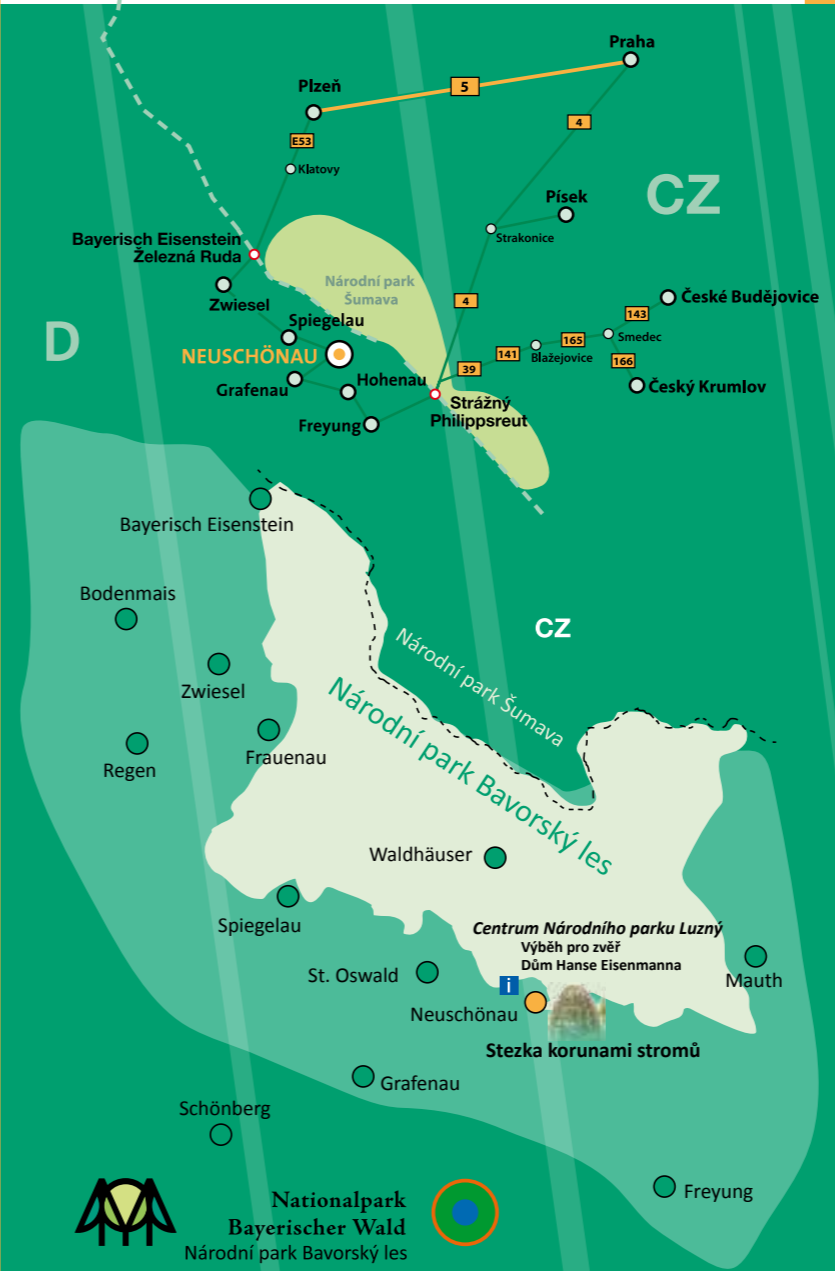 Praha
Plzeň
5
4
E53
Klatovy
CZ
Písek
Bayerisch Eisenstein
Železná Ruda
Strakonice
Národní park
Šumava
Zwiesel
4
České Budějovice
143
D
Spiegelau
Smedec
165
141
Blažejovice
NEUSCHÖNAU
166
39
Hohenau
Grafenau
Český Krumlov
Strážný
Philippsreut
Freyung
Bayerisch Eisenstein
Bodenmais
CZ
Národní park Šumava
Zwiesel
Národní park Bavorský les
Frauenau
Regen
Waldhäuser
Spiegelau
Centrum Národního parku Luzný
Výběh pro zvěř
Dům Hanse Eisenmanna
St. Oswald
Mauth
i
Neuschönau
Stezka korunami stromů
Grafenau
Schönberg
Freyung
Nationalpark
Bayerischer Wald
Národní park Bavorský les